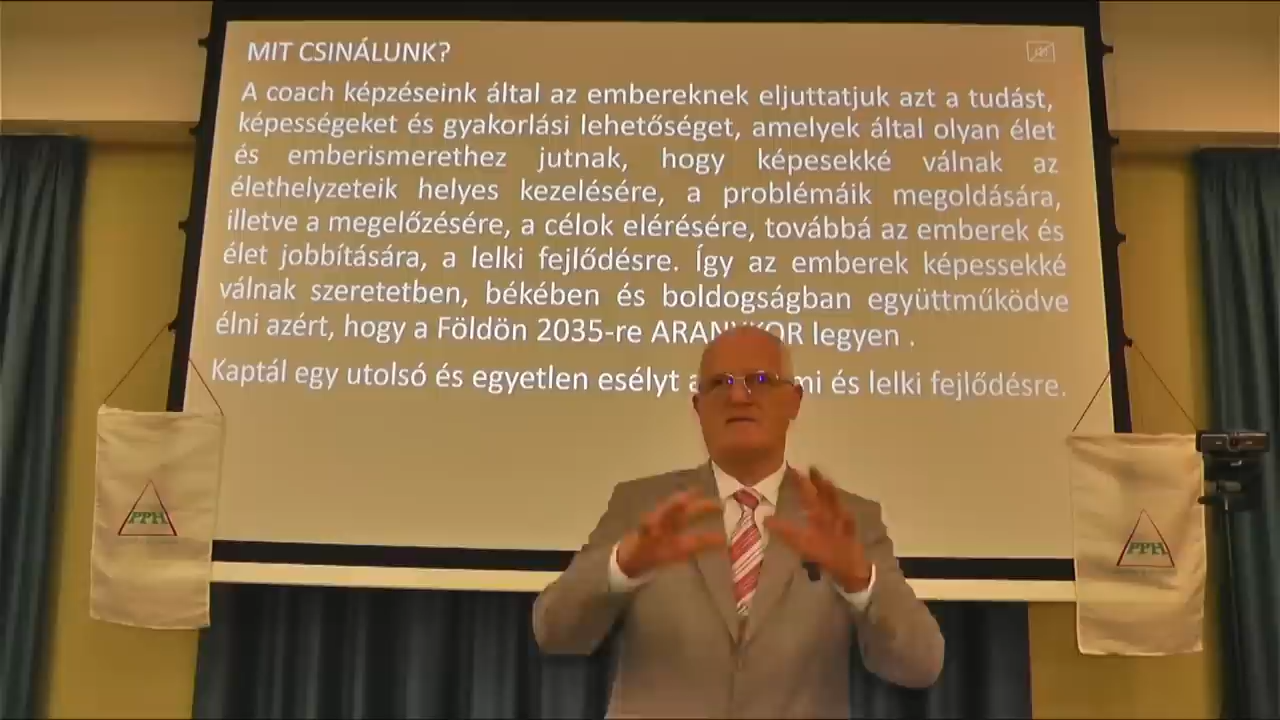 MIT CSINÁLUNK?
A coach képzéseink által az embereknek eljuttatjuk azt a tudást,
képességeket és gyakorlási lehetőséget, amelyek által olyan élet
és emberismerethez jutnak, hogy képesekké válnak az
élethelyzeteik helyes kezelésére, a problémáik megoldására,
illetve a megelőzésére, a célok elérésére, továbbá az emberek és
élet jobbítására, a lelki fejlődésre. Így az emberek képessekké
válnak szeretetben, békében és boldogságban együttműködve
élni azért, hogy a Földön 2035-re ARANYKOR legyen .
Kaptál egy utolsó és egyetlen esélyt és lelki fejlődésre.
PPH
PPH